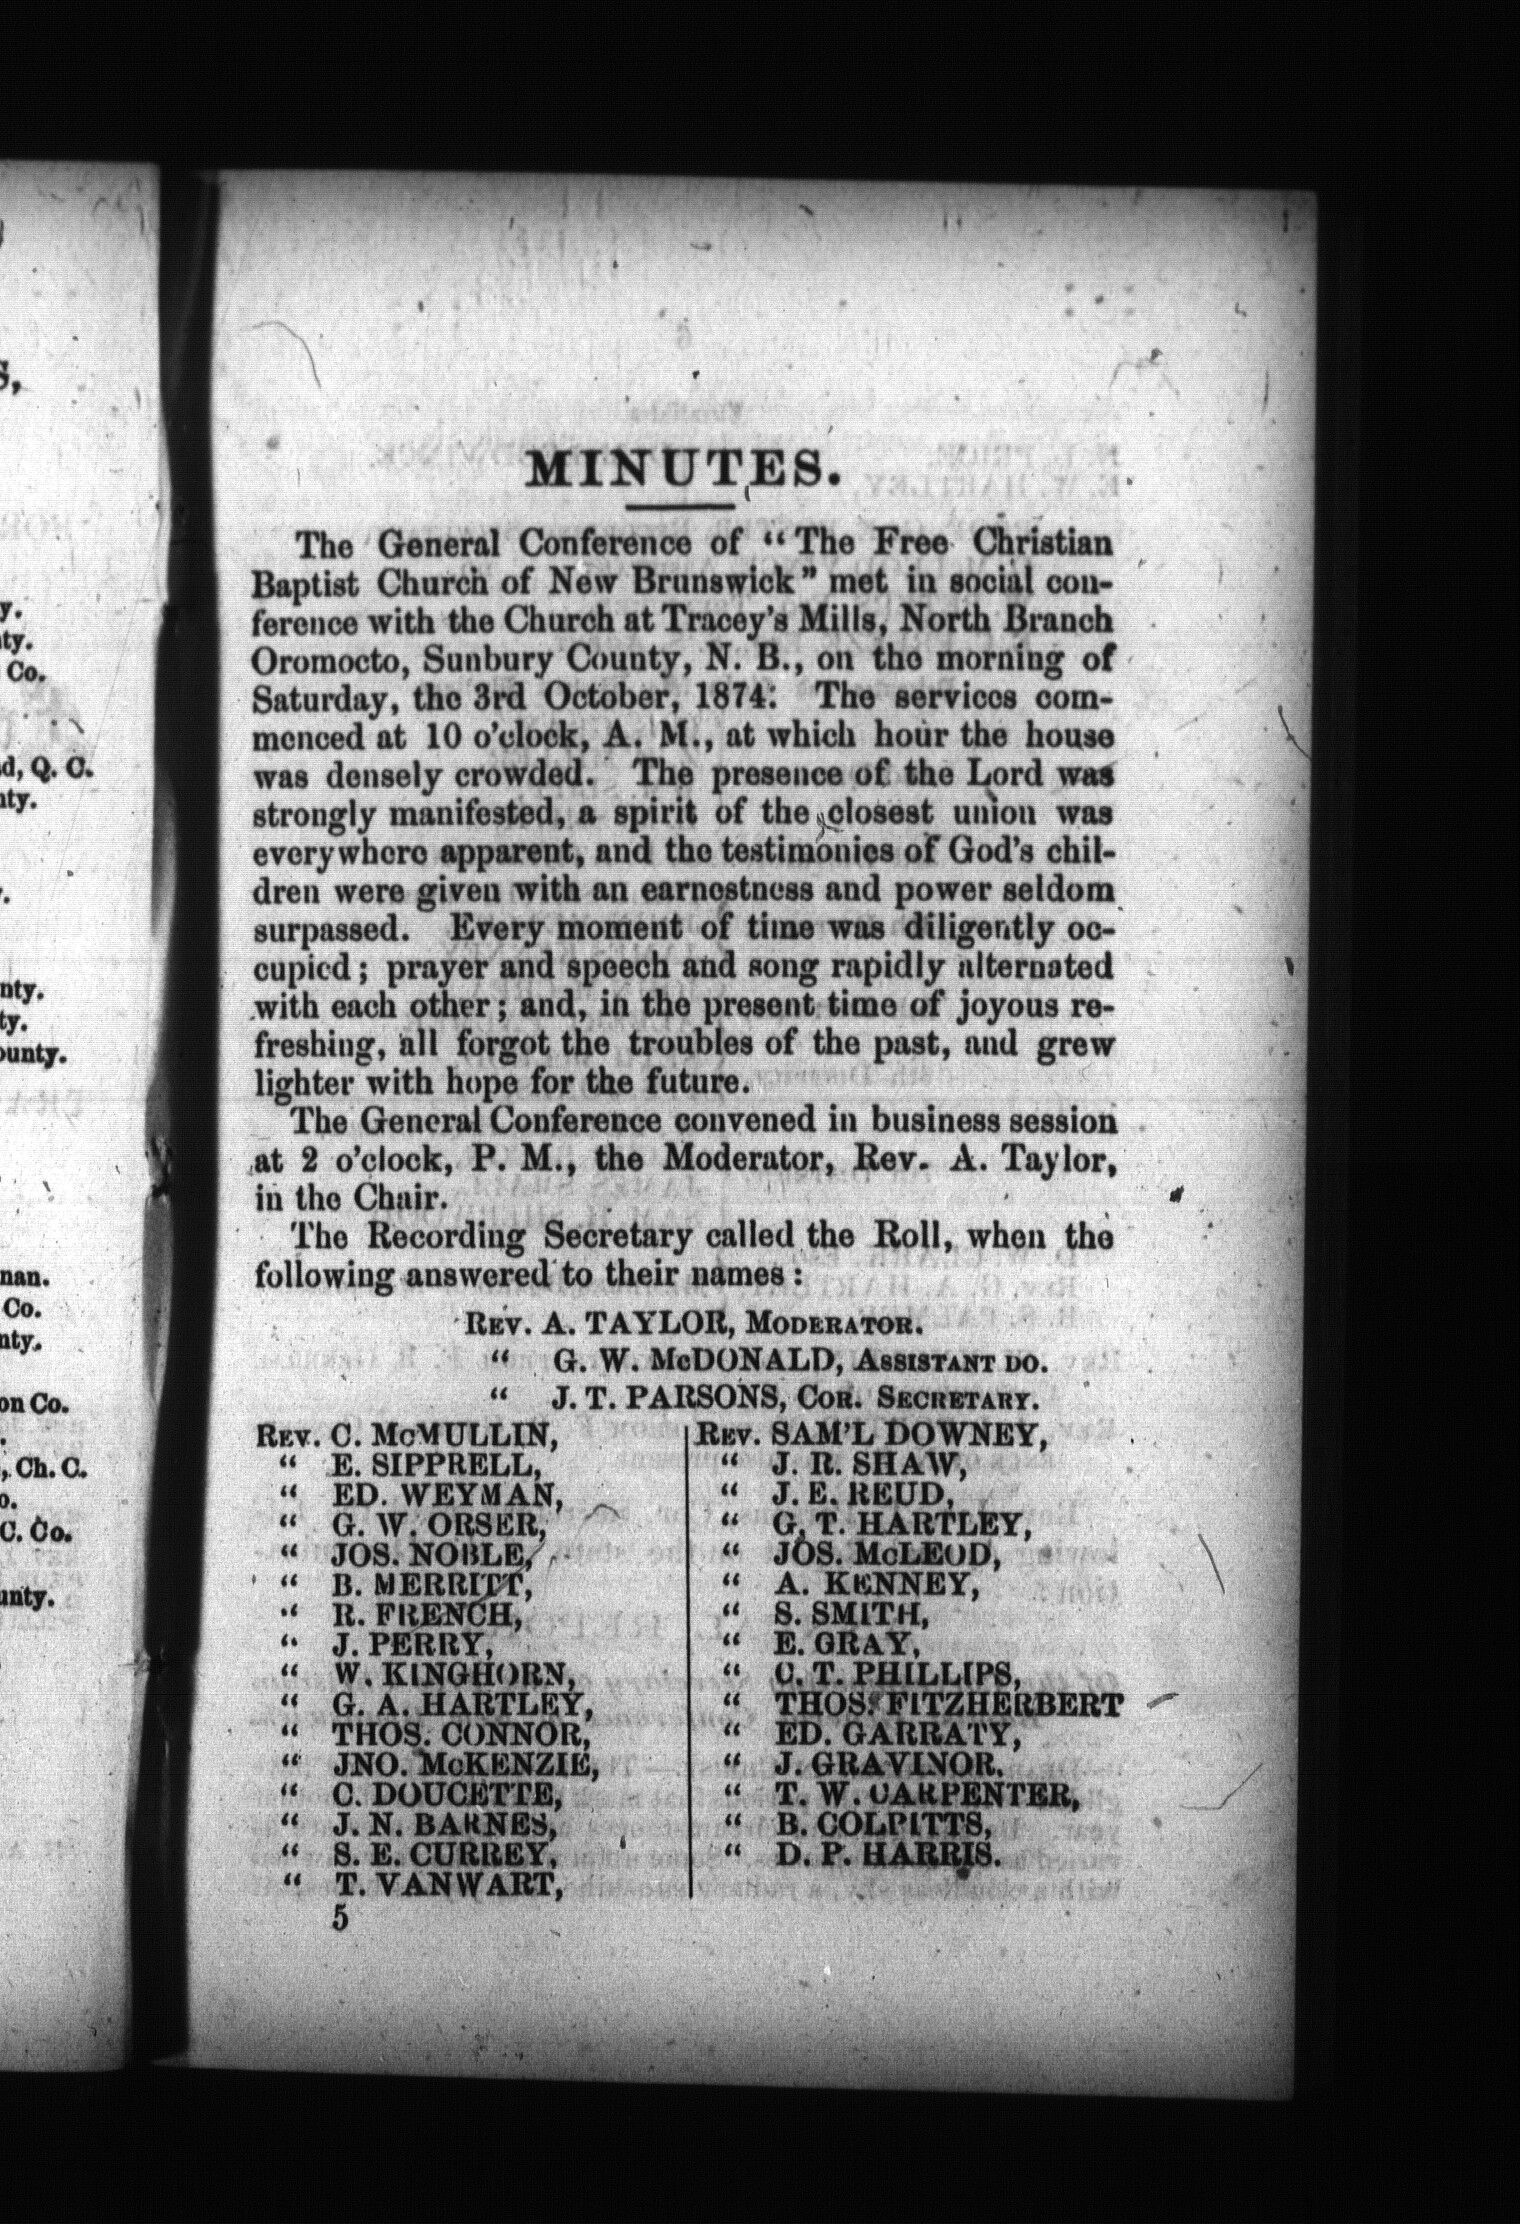 MINUTES.
The General Conference of "The Free Christian
Baptist Church of New Brunswick" met in social con-
ference with the Church at Tracey's Mills, North Branch
Oromocto, Sunbury County, N. B., on the morning of
Saturday, the 3rd October, 1874. The services com-
menced at 10 o'clock, A. M., at which hour the house
was densely crowded. The presence of the Lord was
strongly manifested, a spirit of the closest union was
everywhere apparent, and the testimonies of God's chil-
dren were given with an earnestness and power seldom
surpassed. Every moment of time was diligently oc-
cupied; prayer and speech and song rapidly alternated
with each other; and, in the present time of joyous re-
freshing, all forgot the troubles of the past, and grew
lighter with hope for the future.
The General Conference convened in business session
at 2 o'clock, P. M., the Moderator, Rev. A. Taylor,
in the Chair.
The Recording Secretary called the Roll, when the
following answered to their names:
REV. A. TAYLOR, MODERATOR.
" G. W. McDONALD, ASSISTANT DO.
" J. T. PARSONS, COR. SECRETARY.
REV. C. McMULLIN,
" E. SIPPRELL,
" ED. WEYMAN,
" G. W. ORSER,
" JOS. NOBLE,
" B. MERRITT,
" R. FRENCH,
" J. PERRY,
" W. KINGHORN,
" G. A. HARTLEY,
" THOS. CONNOR,
" JNO. McKENZIE,
" C. DOUCETTE,
" J. N. BARNES,
" S. E. CURREY,
" T. VANWART,
REV. SAM'L DOWNEY,
" J. R. SHAW,
" J. E. REUD,
" G. T. HARTLEY,
" JOS. McLEOD,
" A. KENNEY,
" S. SMITH,
" E. GRAY,
" C. T. PHILLIPS,
" THOS. FITZHERBERT
" ED. GARRATY,
" J. GRAVINOR.
" T. W. CARPENTER,
" B. COLPITTS,
" D. P. HARRIS.
5